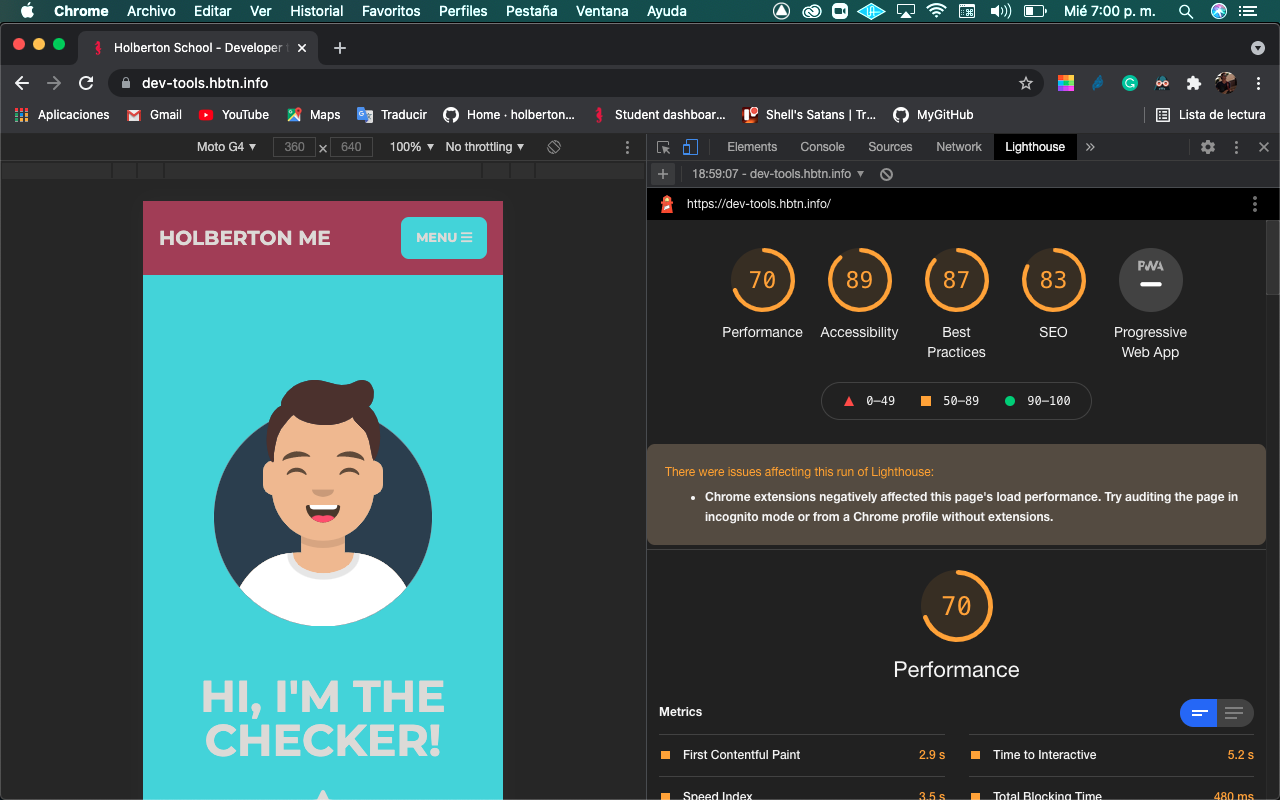 Chrome Archivo Editar Ver Historial Favoritos Perfiles Pestaña Ventana Ayuda Mié 7:00 p. m.
Holberton School - Developer
dev-tools.hbtn.info
Aplicaciones Gmail YouTube Maps Traducir Home · holberton... Student dashboar... Shell's Satans | Tr... MyGitHub Lista de lectura
Moto G4 360 x 640 100% No throttling
Elements Console Sources Network Lighthouse
18:59:07 - dev-tools.hbtn.info
https://dev-tools.hbtn.info/
HOLBERTON ME
MENU
HI, I'M THE
CHECKER!
70 89 87 83 PWA
Performance Accessibility Best Practices SEO Progressive Web App
0–49 50–89 90–100
There were issues affecting this run of Lighthouse:
• Chrome extensions negatively affected this page's load performance. Try auditing the page in
incognito mode or from a Chrome profile without extensions.
70
Performance
Metrics
First Contentful Paint 2.9 s Time to Interactive 5.2 s
Speed Index 3.5 s Total Blocking Time 480 ms